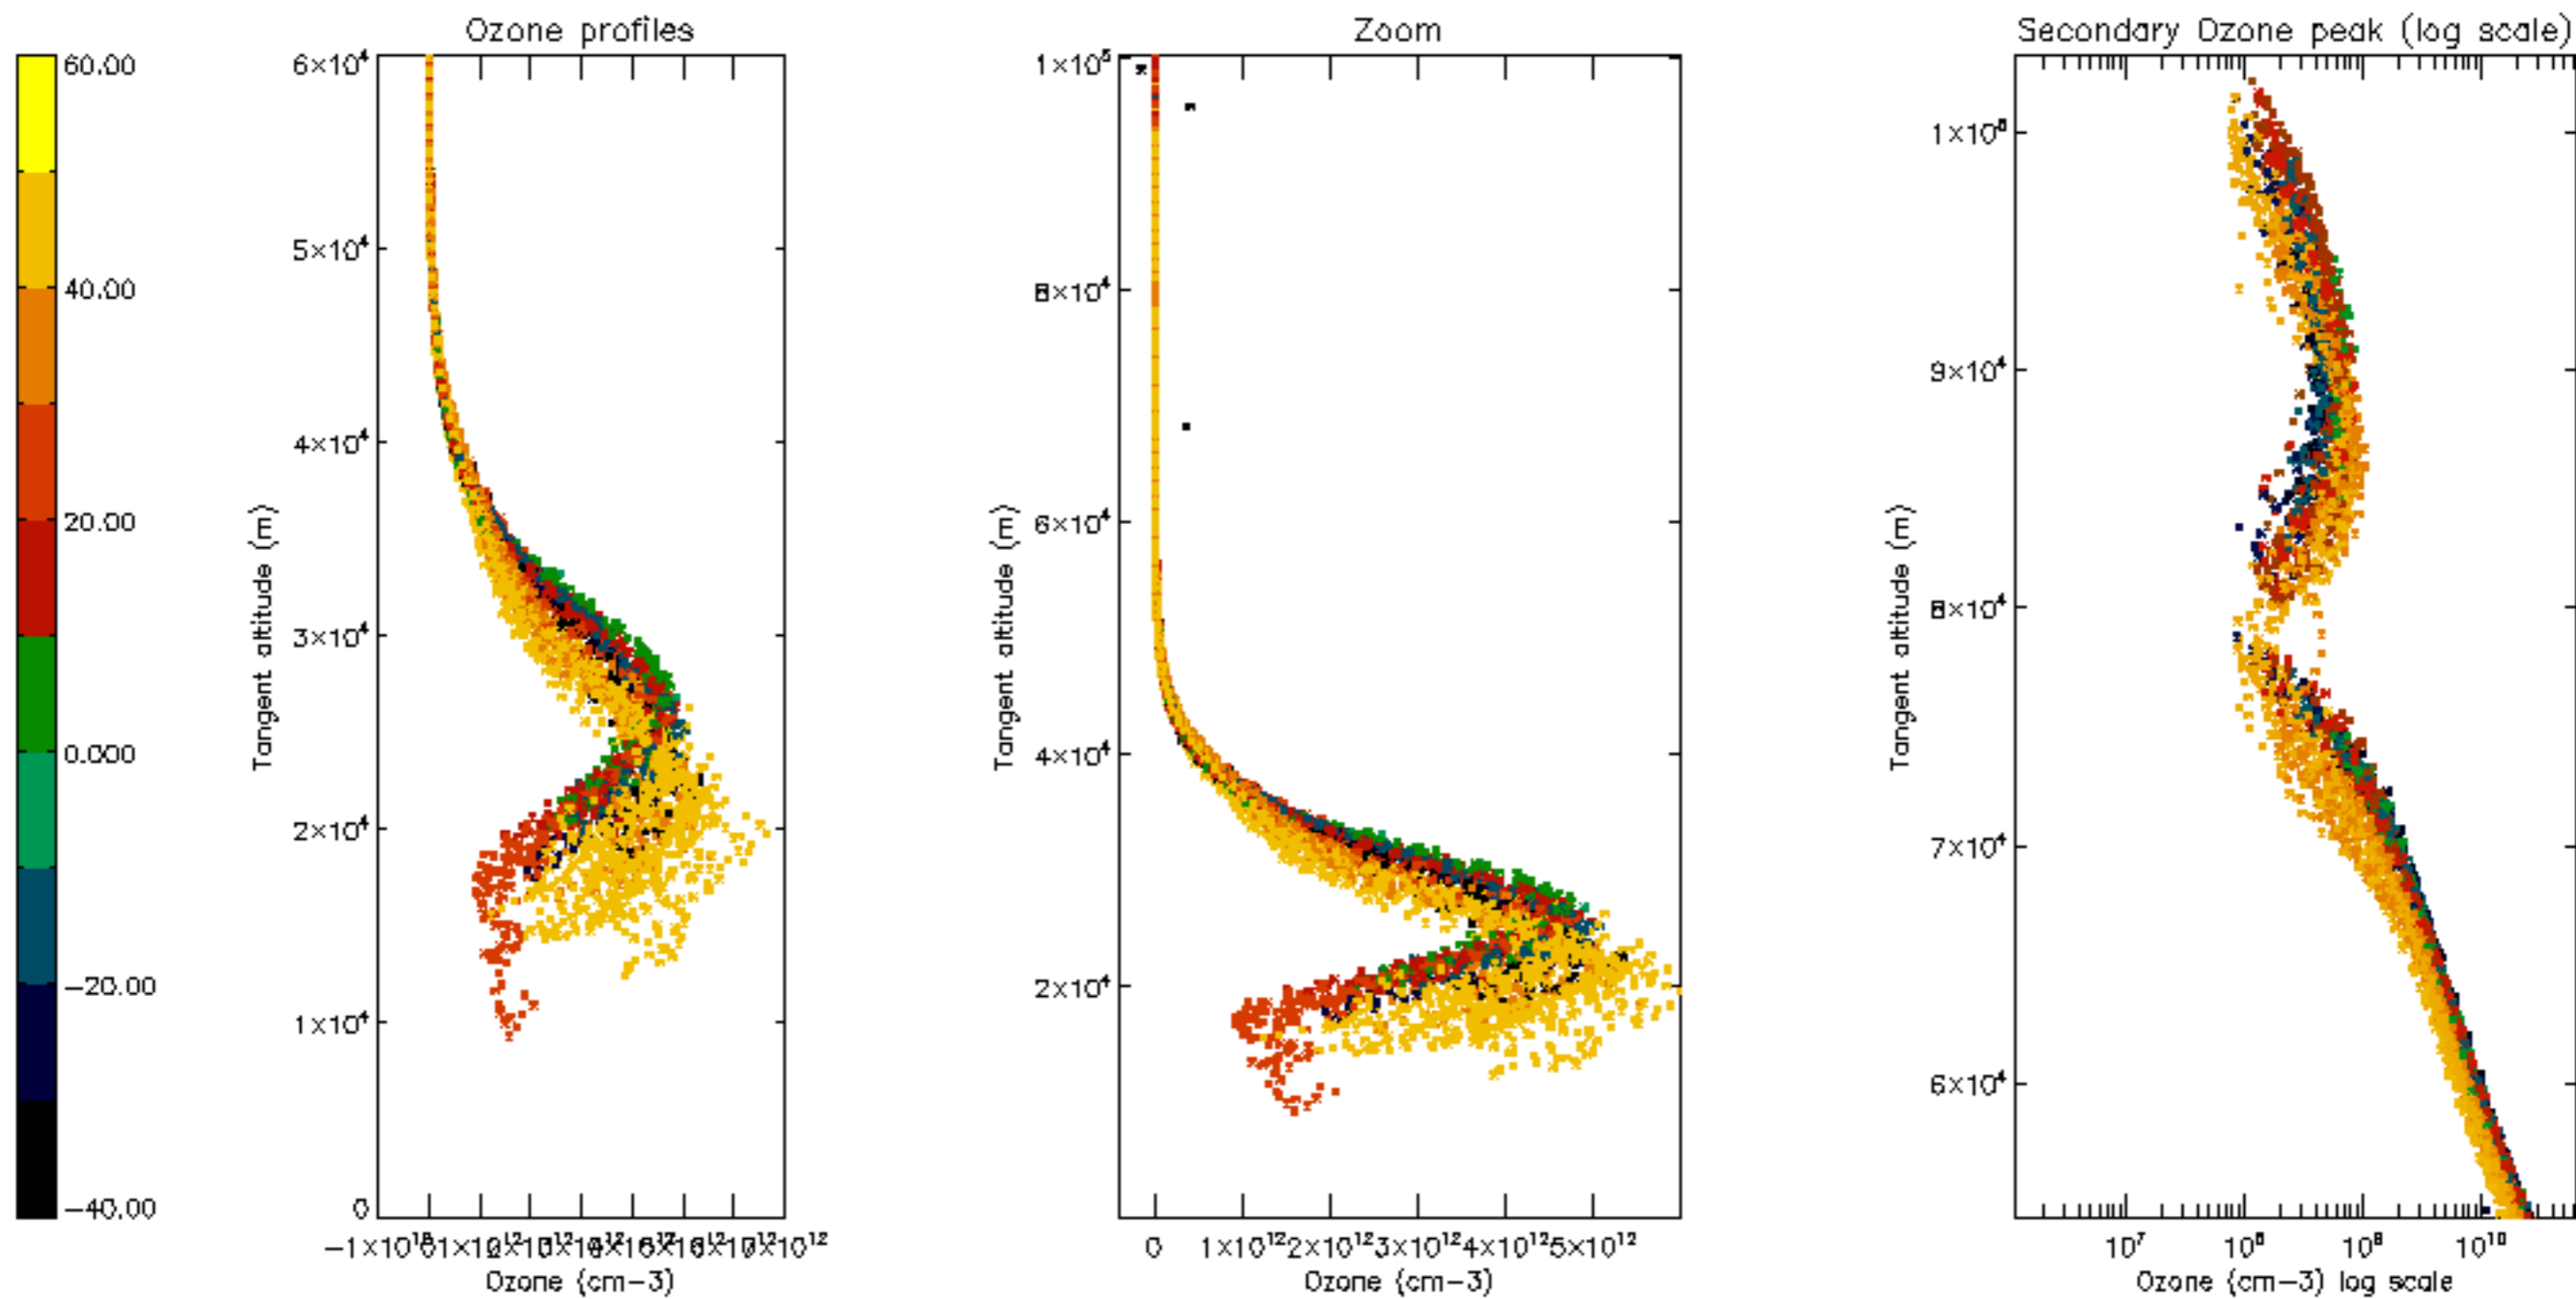 Ozone profiles
Zoom
Secondary Ozone peak (log scale)
60.00
40.00
20.00
0.000
−20.00
−40.00
6×10⁴
5×10⁴
4×10⁴
3×10⁴
2×10⁴
1×10⁴
0
Tangent altitude (m)
Ozone (cm−3)
1×10⁵
8×10⁴
6×10⁴
4×10⁴
2×10⁴
Tangent altitude (m)
0 1×10¹² 2×10¹² 3×10¹² 4×10¹² 5×10¹²
Ozone (cm−3)
9×10⁴
8×10⁴
7×10⁴
6×10⁴
Tangent altitude (m)
10⁷ 10⁸ 10⁹ 10¹⁰
Ozone (cm−3) log scale